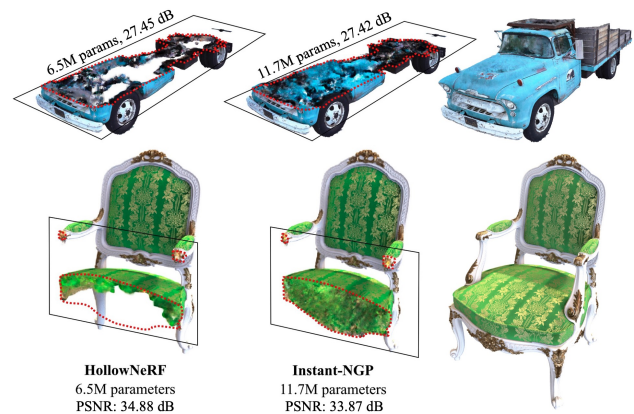 6.5M params, 27.45 dB
11.7M params, 27.42 dB
HollowNeRF
6.5M parameters
PSNR: 34.88 dB
Instant-NGP
11.7M parameters
PSNR: 33.87 dB